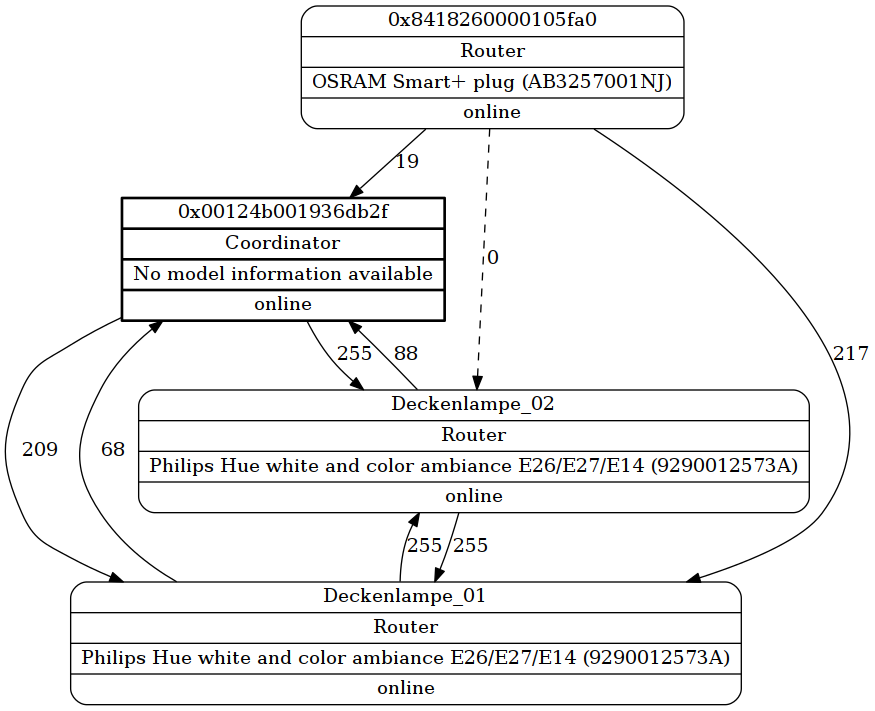 0x8418260000105fa0
Router
OSRAM Smart+ plug (AB3257001NJ)
online
19
0x00124b001936db2f
Coordinator
No model information available
online
0
217
255
88
Deckenlampe_02
Router
Philips Hue white and color ambiance E26/E27/E14 (9290012573A)
online
209
68
255
255
Deckenlampe_01
Router
Philips Hue white and color ambiance E26/E27/E14 (9290012573A)
online